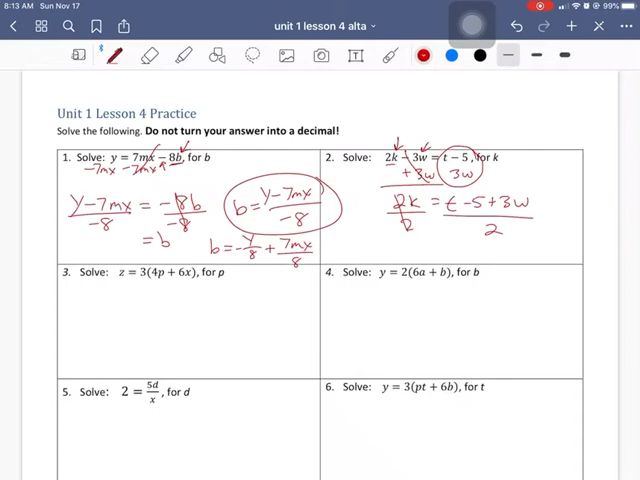 8:13 AM Sun Nov 17
99%
unit 1 lesson 4 alta
Unit 1 Lesson 4 Practice
Solve the following. Do not turn your answer into a decimal!
1. Solve: y = 7mx − 8b, for b
-7mx -7mx
y-7mx = -8b
-8 -8
= b
b = y-7mx / -8
b = -y/8 + 7mx/8
2. Solve: 2k − 3w = t − 5, for k
+3w 3w
2k = t -5 +3w
2 2
3. Solve: z = 3(4p + 6x), for p
4. Solve: y = 2(6a + b), for b
5. Solve: 2 = 5d/x, for d
6. Solve: y = 3(pt + 6b), for t